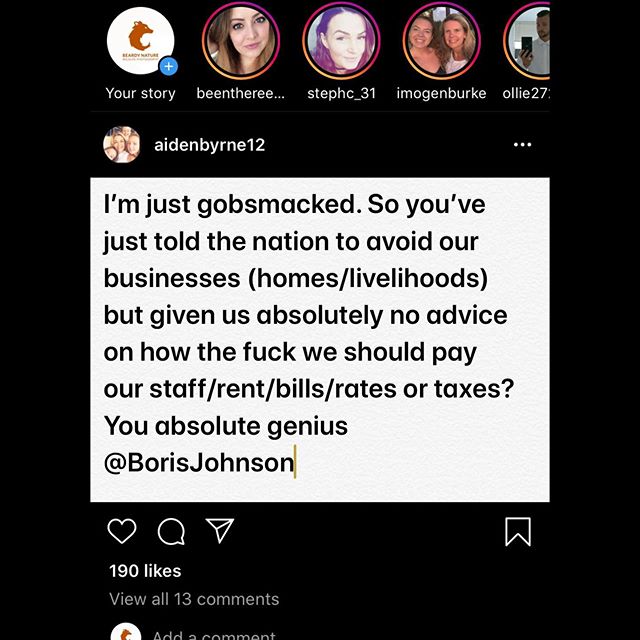 BEARDY NATURE
Your story
beentheree...
stephc_31
imogenburke
ollie27
aidenbyrne12
I'm just gobsmacked. So you've
just told the nation to avoid our
businesses (homes/livelihoods)
but given us absolutely no advice
on how the fuck we should pay
our staff/rent/bills/rates or taxes?
You absolute genius
@BorisJohnson
190 likes
View all 13 comments
Add a comment